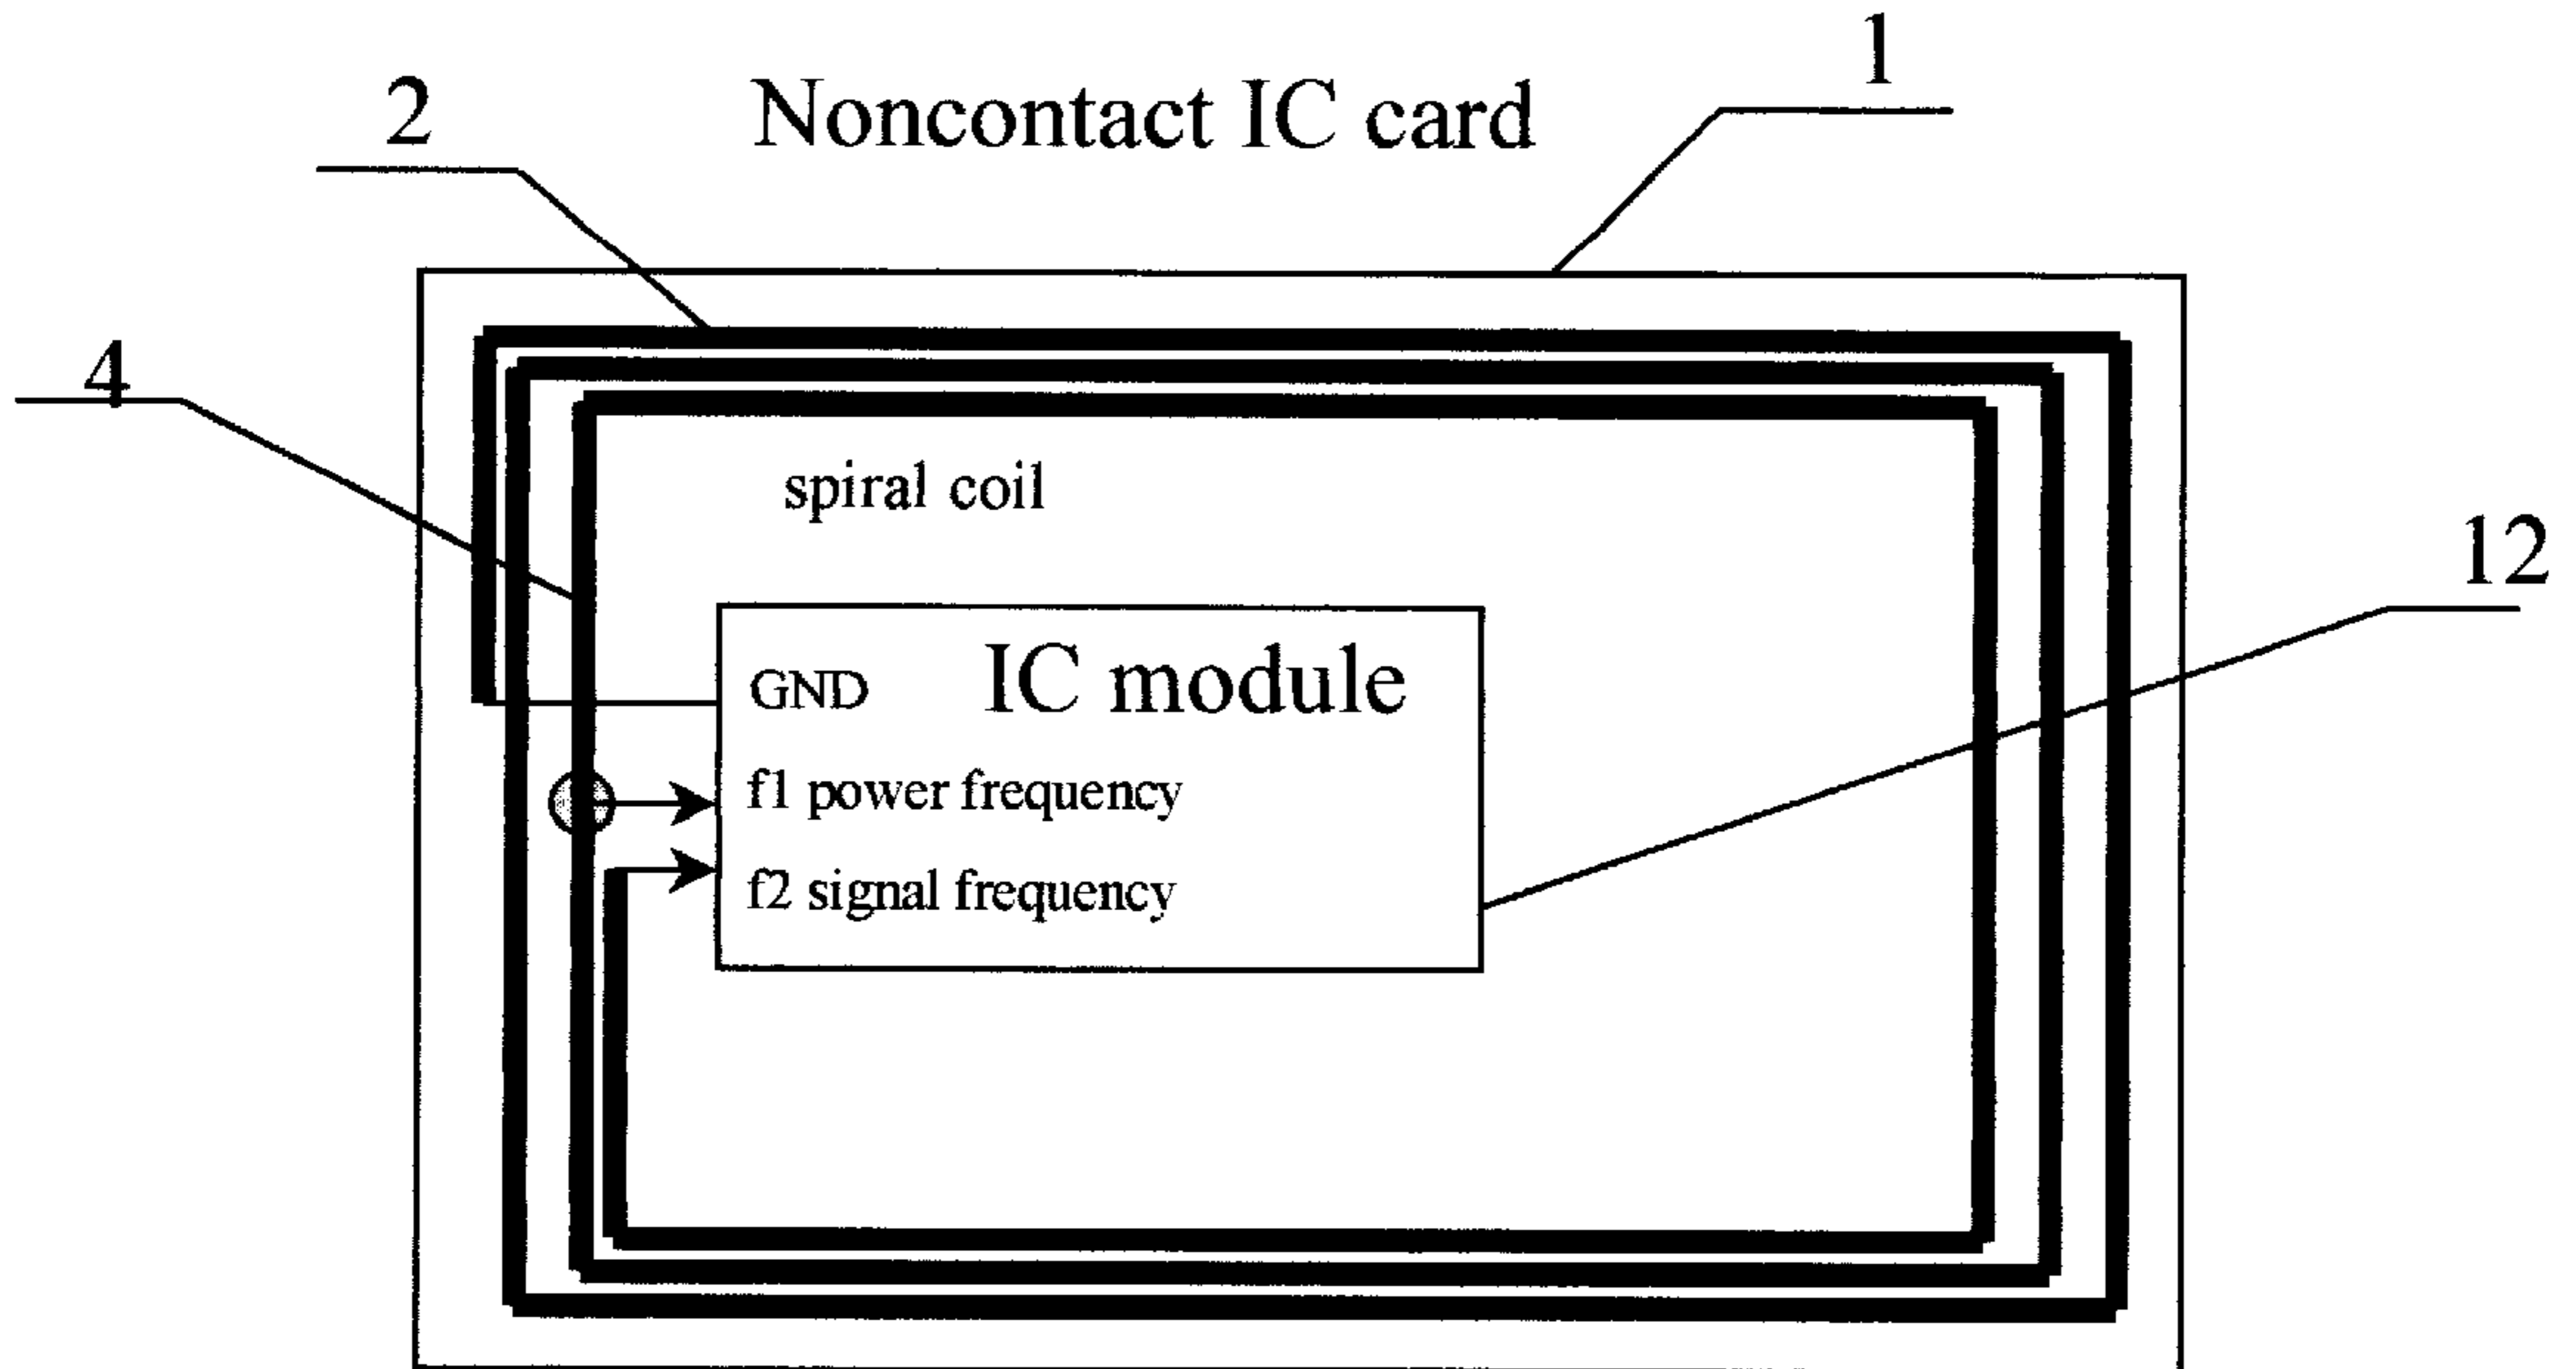 1
2
Noncontact IC card
4
spiral coil
12
GND
IC module
f1 power frequency
f2 signal frequency